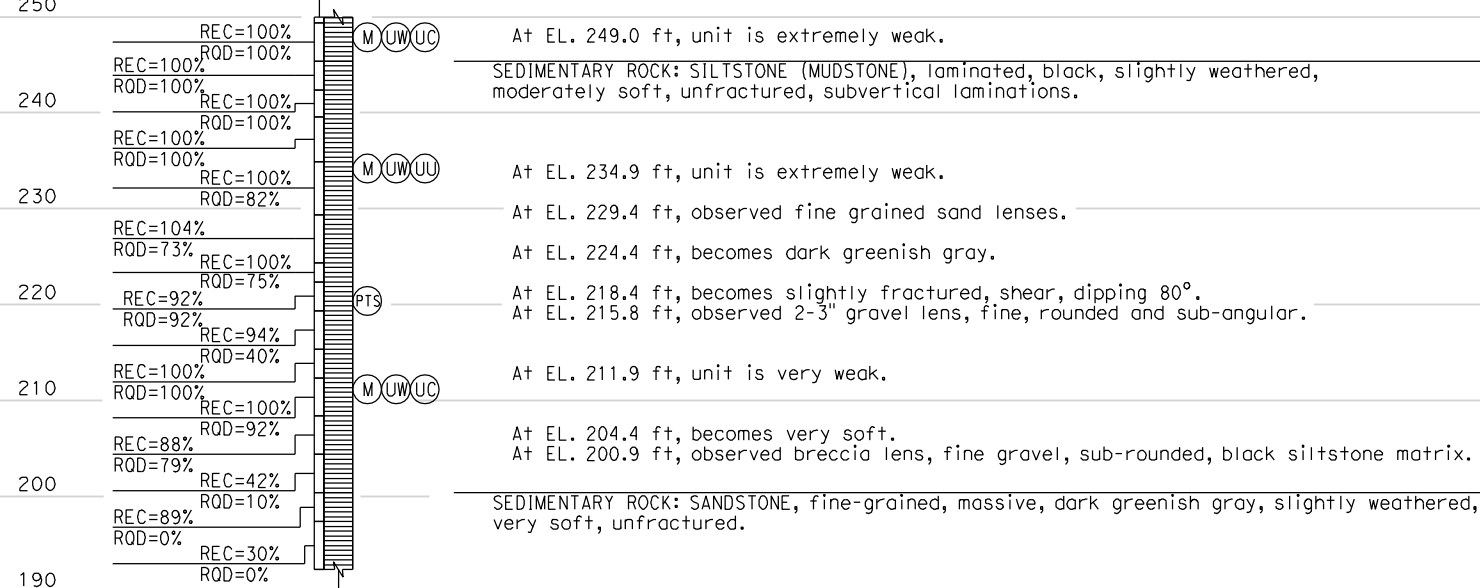 250
REC=100%
RQD=100%
M UW UC
At EL. 249.0 ft, unit is extremely weak.
REC=100%
RQD=100%
SEDIMENTARY ROCK: SILTSTONE (MUDSTONE), laminated, black, slightly weathered,
moderately soft, unfractured, subvertical laminations.
240
REC=100%
RQD=100%
REC=100%
RQD=100%
M UW UU
At EL. 234.9 ft, unit is extremely weak.
REC=100%
RQD=82%
230
At EL. 229.4 ft, observed fine grained sand lenses.
REC=104%
RQD=73%
At EL. 224.4 ft, becomes dark greenish gray.
REC=100%
RQD=75%
220
REC=92%
RQD=92%
PTS
At EL. 218.4 ft, becomes slightly fractured, shear, dipping 80°.
At EL. 215.8 ft, observed 2-3" gravel lens, fine, rounded and sub-angular.
REC=94%
RQD=40%
REC=100%
RQD=100%
At EL. 211.9 ft, unit is very weak.
210
M UW UC
REC=100%
RQD=92%
At EL. 204.4 ft, becomes very soft.
REC=88%
RQD=79%
At EL. 200.9 ft, observed breccia lens, fine gravel, sub-rounded, black siltstone matrix.
REC=42%
RQD=10%
200
SEDIMENTARY ROCK: SANDSTONE, fine-grained, massive, dark greenish gray, slightly weathered,
very soft, unfractured.
REC=89%
RQD=0%
REC=30%
RQD=0%
190